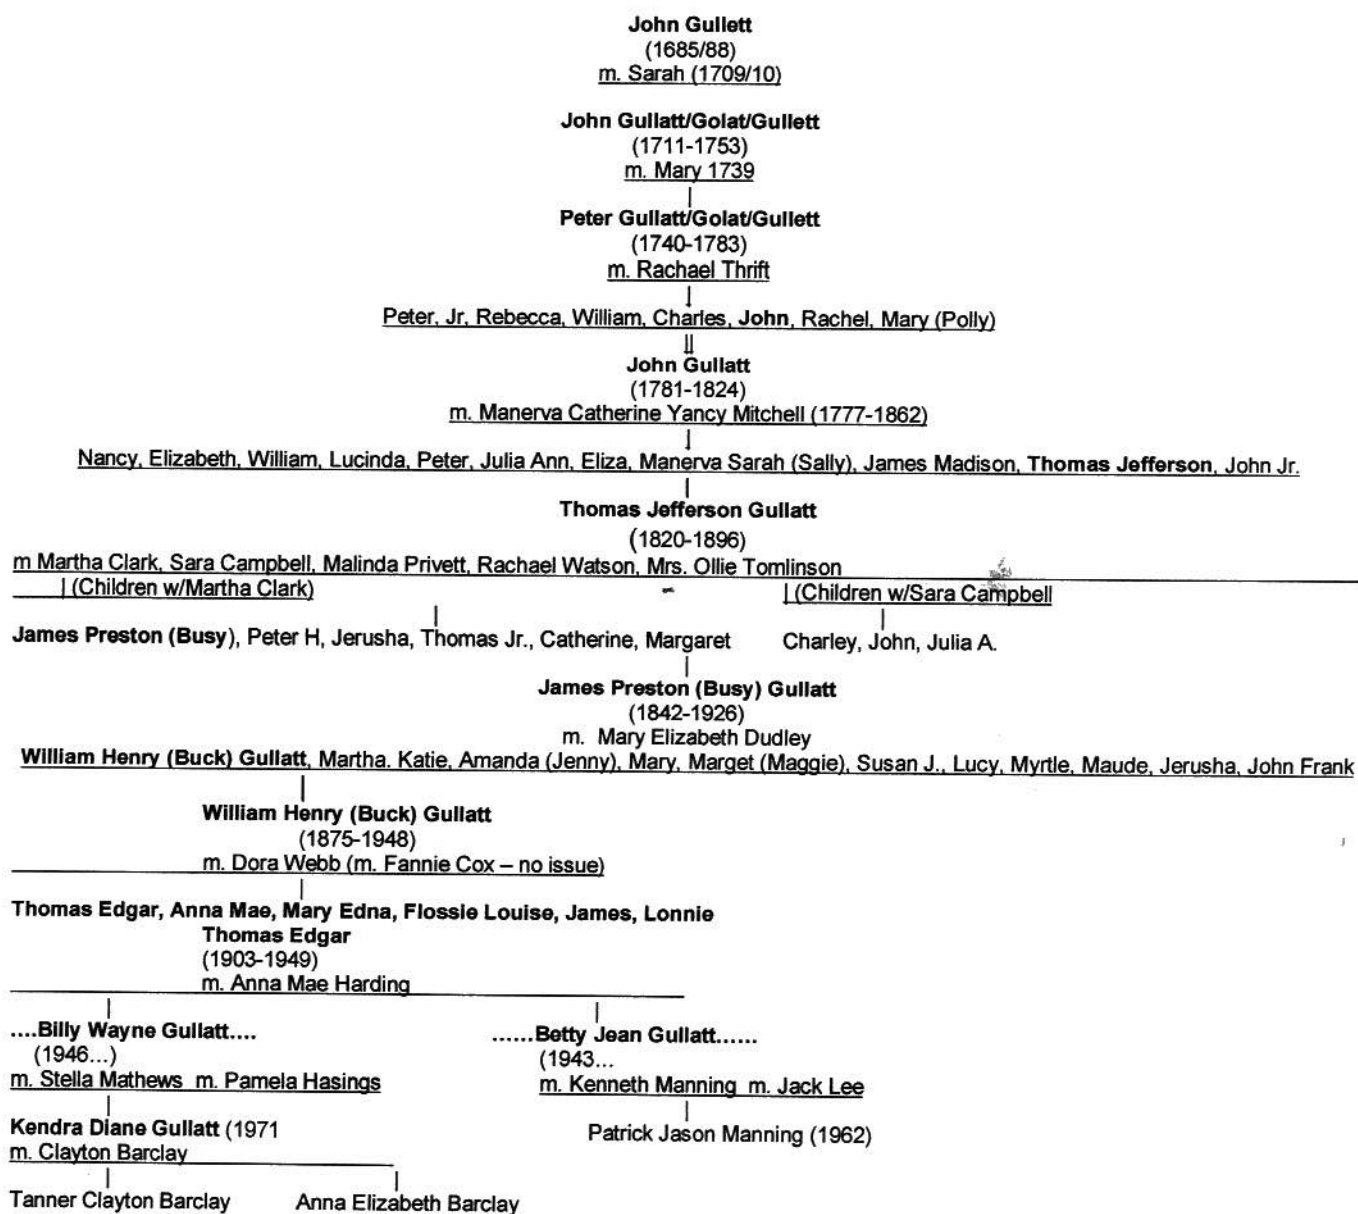 John Gullett
(1685/88)
m. Sarah (1709/10)
John Gullatt/Golat/Gullett
(1711-1753)
m. Mary 1739
Peter Gullatt/Golat/Gullett
(1740-1783)
m. Rachael Thrift
Peter, Jr, Rebecca, William, Charles, John, Rachel, Mary (Polly)
John Gullatt
(1781-1824)
m. Manerva Catherine Yancy Mitchell (1777-1862)
Nancy, Elizabeth, William, Lucinda, Peter, Julia Ann, Eliza, Manerva Sarah (Sally), James Madison, Thomas Jefferson, John Jr.
Thomas Jefferson Gullatt
(1820-1896)
m Martha Clark, Sara Campbell, Malinda Privett, Rachael Watson, Mrs. Ollie Tomlinson
(Children w/Martha Clark) (Children w/Sara Campbell
James Preston (Busy), Peter H, Jerusha, Thomas Jr., Catherine, Margaret Charley, John, Julia A.
James Preston (Busy) Gullatt
(1842-1926)
m. Mary Elizabeth Dudley
William Henry (Buck) Gullatt, Martha. Katie, Amanda (Jenny), Mary, Marget (Maggie), Susan J., Lucy, Myrtle, Maude, Jerusha, John Frank
William Henry (Buck) Gullatt
(1875-1948)
m. Dora Webb (m. Fannie Cox – no issue)
Thomas Edgar, Anna Mae, Mary Edna, Flossie Louise, James, Lonnie
Thomas Edgar
(1903-1949)
m. Anna Mae Harding
....Billy Wayne Gullatt.... ......Betty Jean Gullatt......
(1946...) (1943...
m. Stella Mathews m. Pamela Hasings m. Kenneth Manning m. Jack Lee
Kendra Diane Gullatt (1971 Patrick Jason Manning (1962)
m. Clayton Barclay
Tanner Clayton Barclay Anna Elizabeth Barclay